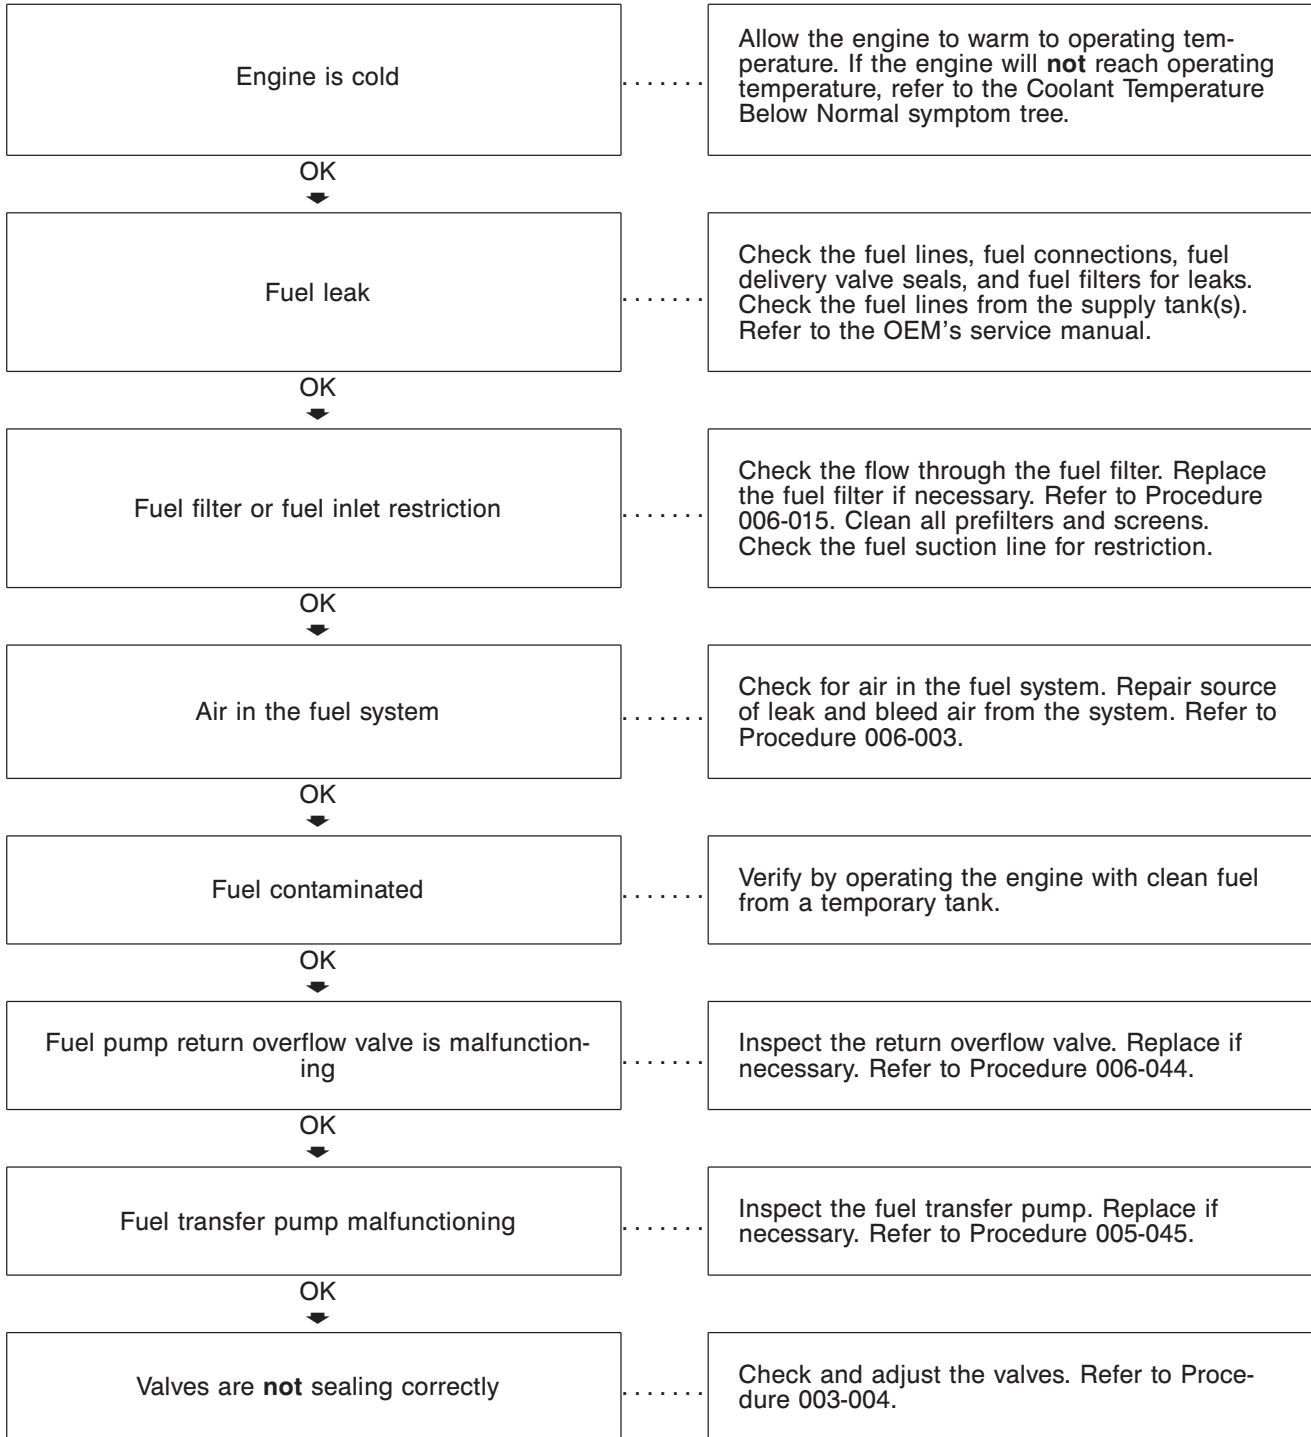 Engine is cold
. . . . . . .
Allow the engine to warm to operating tem-
perature. If the engine will not reach operating
temperature, refer to the Coolant Temperature
Below Normal symptom tree.
OK
Fuel leak
. . . . . . .
Check the fuel lines, fuel connections, fuel
delivery valve seals, and fuel filters for leaks.
Check the fuel lines from the supply tank(s).
Refer to the OEM's service manual.
OK
Fuel filter or fuel inlet restriction
. . . . . . .
Check the flow through the fuel filter. Replace
the fuel filter if necessary. Refer to Procedure
006-015. Clean all prefilters and screens.
Check the fuel suction line for restriction.
OK
Air in the fuel system
. . . . . . .
Check for air in the fuel system. Repair source
of leak and bleed air from the system. Refer to
Procedure 006-003.
OK
Fuel contaminated
. . . . . . .
Verify by operating the engine with clean fuel
from a temporary tank.
OK
Fuel pump return overflow valve is malfunction-
ing
. . . . . . .
Inspect the return overflow valve. Replace if
necessary. Refer to Procedure 006-044.
OK
Fuel transfer pump malfunctioning
. . . . . . .
Inspect the fuel transfer pump. Replace if
necessary. Refer to Procedure 005-045.
OK
Valves are not sealing correctly
. . . . . . .
Check and adjust the valves. Refer to Proce-
dure 003-004.